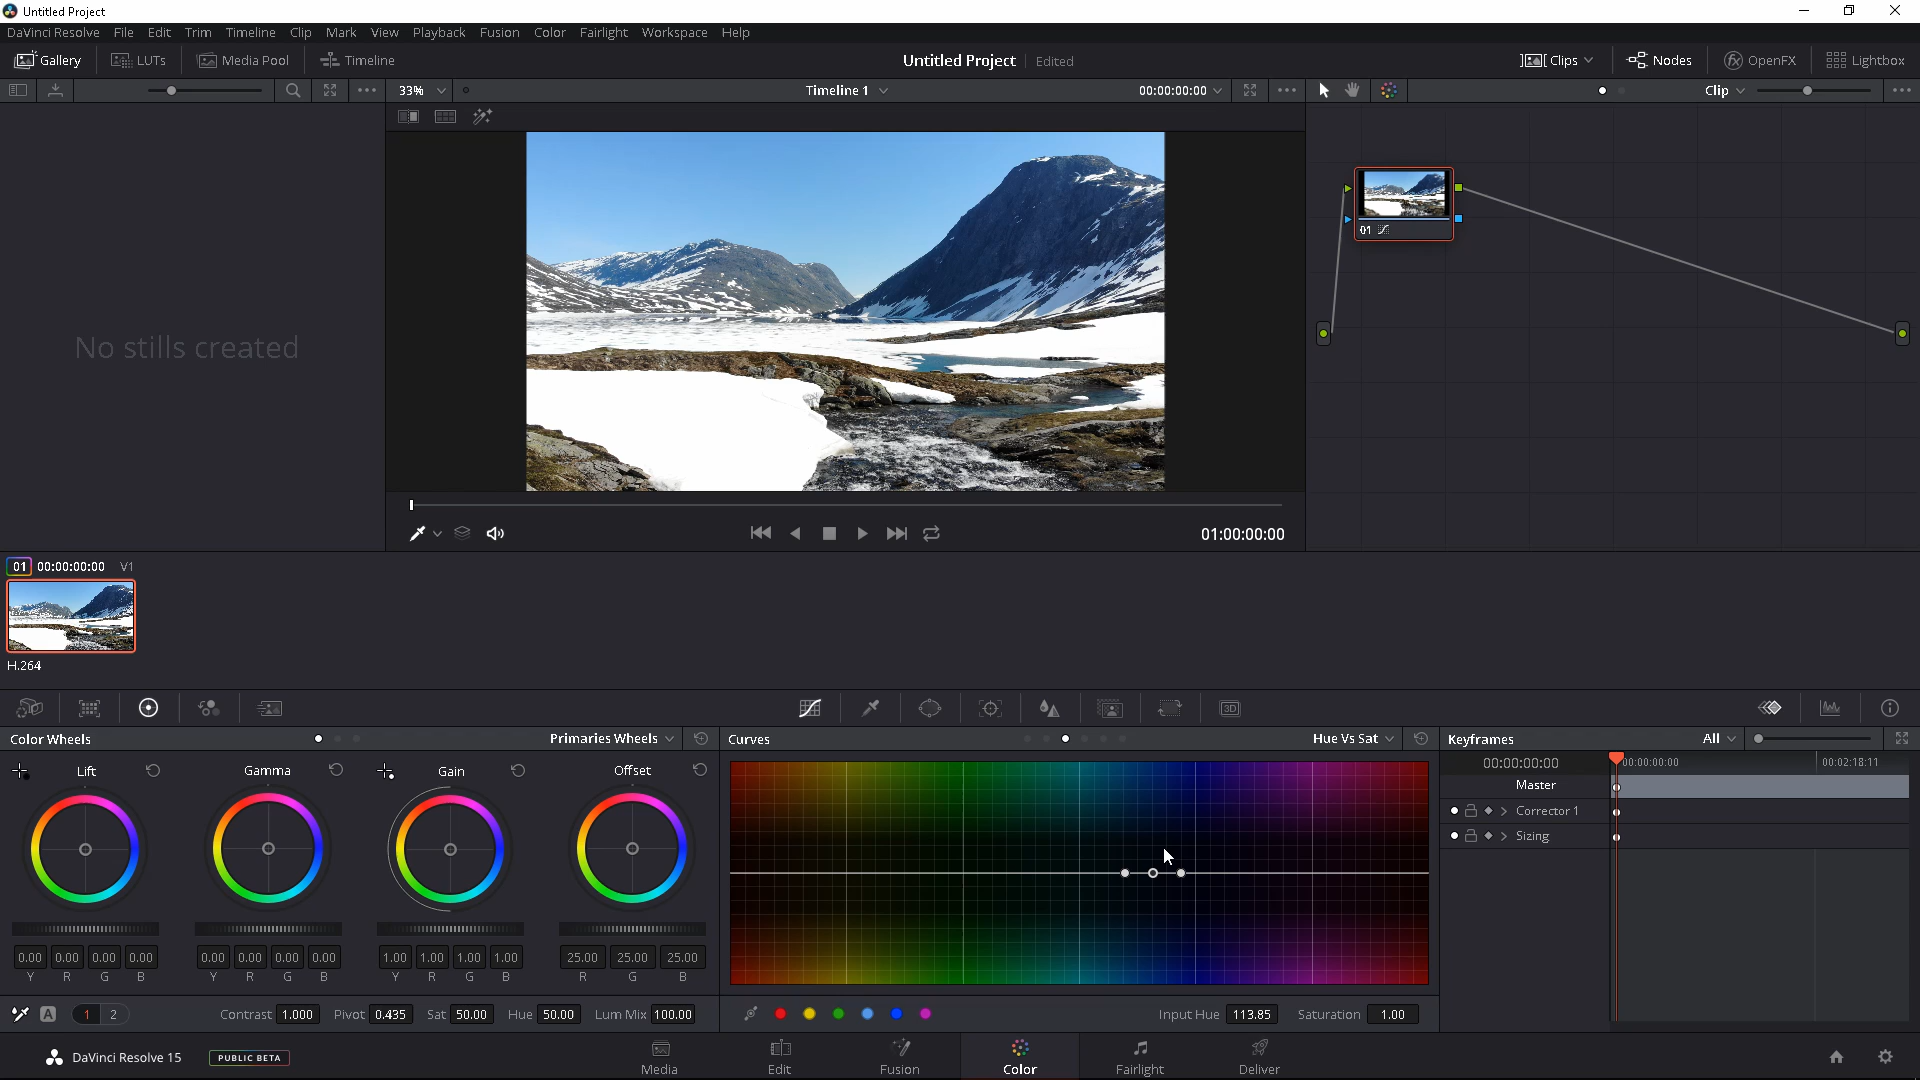 Untitled Project
DaVinci Resolve File Edit Trim Timeline Clip Mark View Playback Fusion Color Fairlight Workspace Help
Gallery LUTs Media Pool Timeline Untitled Project Edited Clips Nodes OpenFX Lightbox
33% Timeline 1 00:00:00:00 Clip
01
No stills created
01:00:00:00
01 00:00:00:00 V1
H.264
3D
Color Wheels Primaries Wheels Curves Hue Vs Sat Keyframes All
00:00:00:00 00:00:00:00 00:02:18:11
Lift Gamma Gain Offset
Master
Corrector 1
Sizing
0.00 0.00 0.00 0.00 0.00 0.00 0.00 0.00 1.00 1.00 1.00 1.00 25.00 25.00 25.00
Y R G B Y R G B Y R G B R G B
A 1 2 Contrast 1.000 Pivot 0.435 Sat 50.00 Hue 50.00 Lum Mix 100.00 Input Hue 113.85 Saturation 1.00
DaVinci Resolve 15 PUBLIC BETA
Media Edit Fusion Color Fairlight Deliver